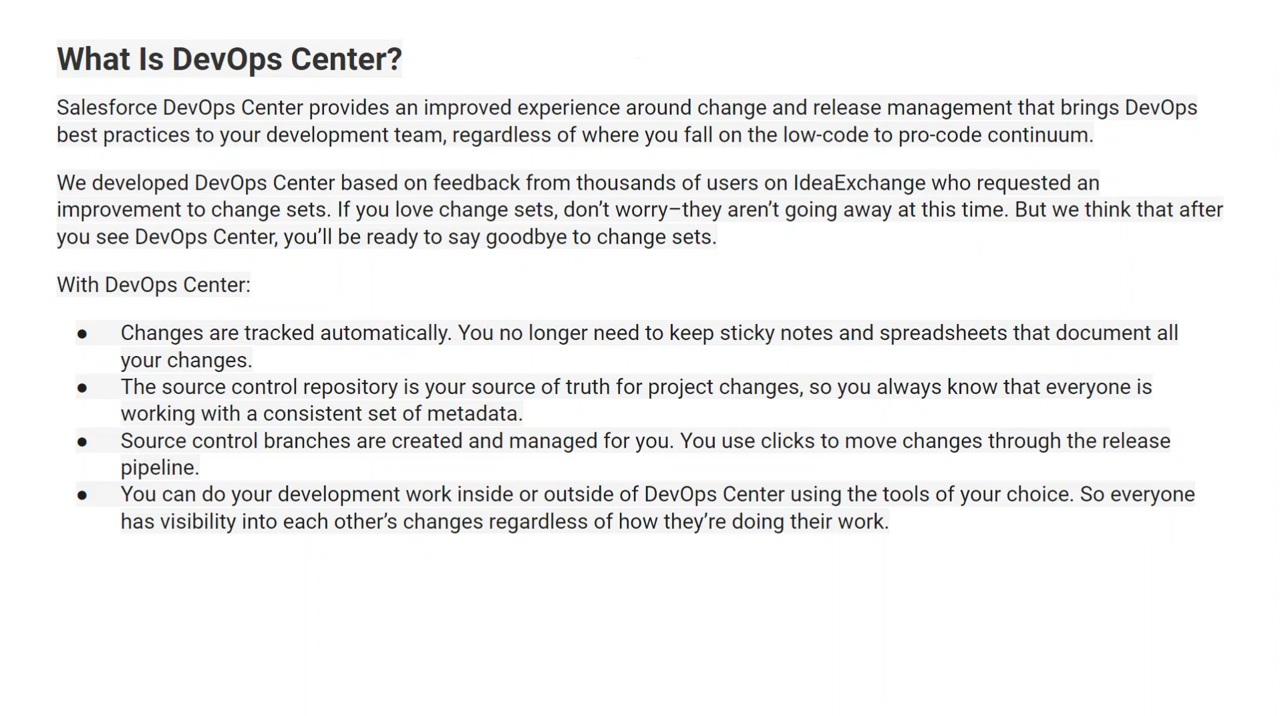 What Is DevOps Center?
Salesforce DevOps Center provides an improved experience around change and release management that brings DevOps
best practices to your development team, regardless of where you fall on the low-code to pro-code continuum.
We developed DevOps Center based on feedback from thousands of users on IdeaExchange who requested an
improvement to change sets. If you love change sets, don’t worry–they aren’t going away at this time. But we think that after
you see DevOps Center, you’ll be ready to say goodbye to change sets.
With DevOps Center:
● Changes are tracked automatically. You no longer need to keep sticky notes and spreadsheets that document all
your changes.
● The source control repository is your source of truth for project changes, so you always know that everyone is
working with a consistent set of metadata.
● Source control branches are created and managed for you. You use clicks to move changes through the release
pipeline.
● You can do your development work inside or outside of DevOps Center using the tools of your choice. So everyone
has visibility into each other’s changes regardless of how they’re doing their work.